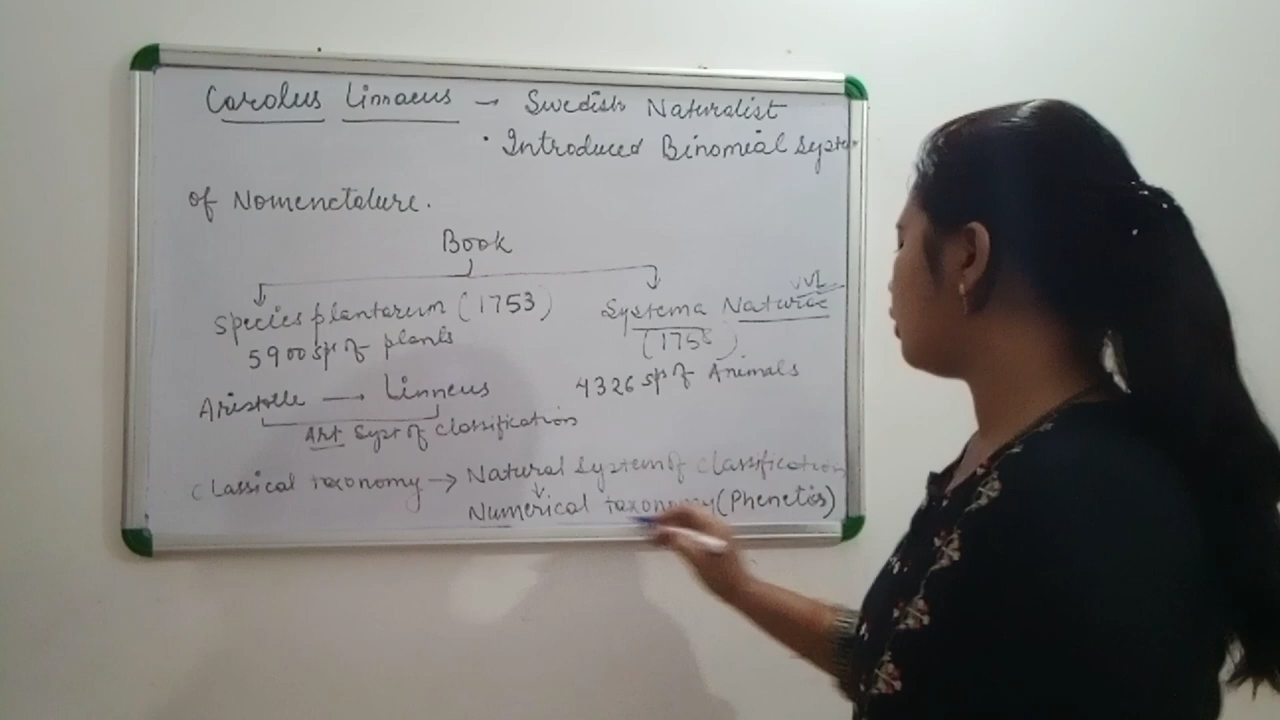 Carolus Linnaeus → Swedish Naturalist
• Introduced Binomial System
of Nomenclature.
Book
Species plantarum (1753)
5900 sp of plants
Systema Naturae
(1758)
4326 sp of Animals
Aristotle → Linneus
Art Syst of classification
Classical taxonomy → Natural System of classification
Numerical taxonomy (Phenetics)